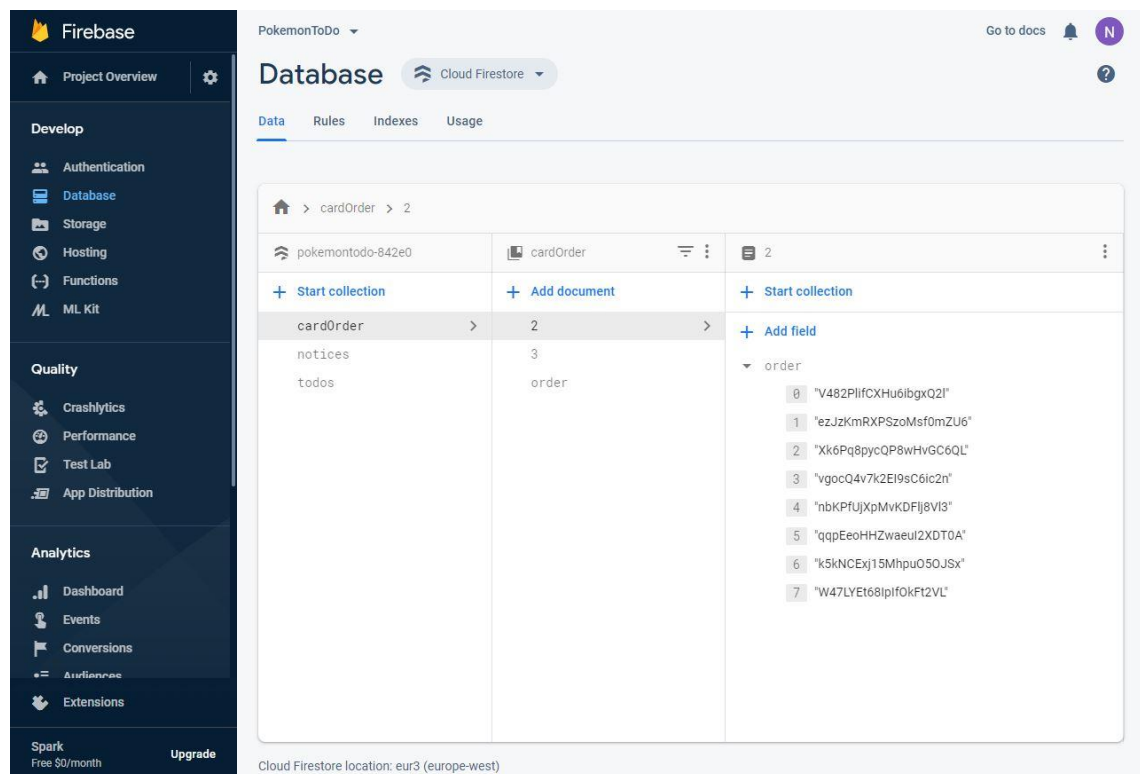 Firebase
Project Overview
Develop
Authentication
Database
Storage
Hosting
Functions
ML Kit
Quality
Crashlytics
Performance
Test Lab
App Distribution
Analytics
Dashboard
Events
Conversions
Audiences
Extensions
Spark
Free $0/month
Upgrade
PokemonToDo
Go to docs
N
Database
Cloud Firestore
Data Rules Indexes Usage
cardOrder > 2
pokemontodo-842e0
Start collection
cardOrder
notices
todos
cardOrder
Add document
2
3
order
2
Start collection
Add field
order
0 "V482PlifCXHu6ibgxQ2l"
1 "ezJzKmRXPSzoMsf0mZU6"
2 "Xk6Pq8pycQP8wHvGC6QL"
3 "vgocQ4v7k2EI9sC6ic2n"
4 "nbKPfUjXpMvKDFlj8Vl3"
5 "qqpEeoHHZwaeuI2XDT0A"
6 "k5kNCExj15MhpuO5OJSx"
7 "W47LYEt68IpIfOkFt2VL"
Cloud Firestore location: eur3 (europe-west)